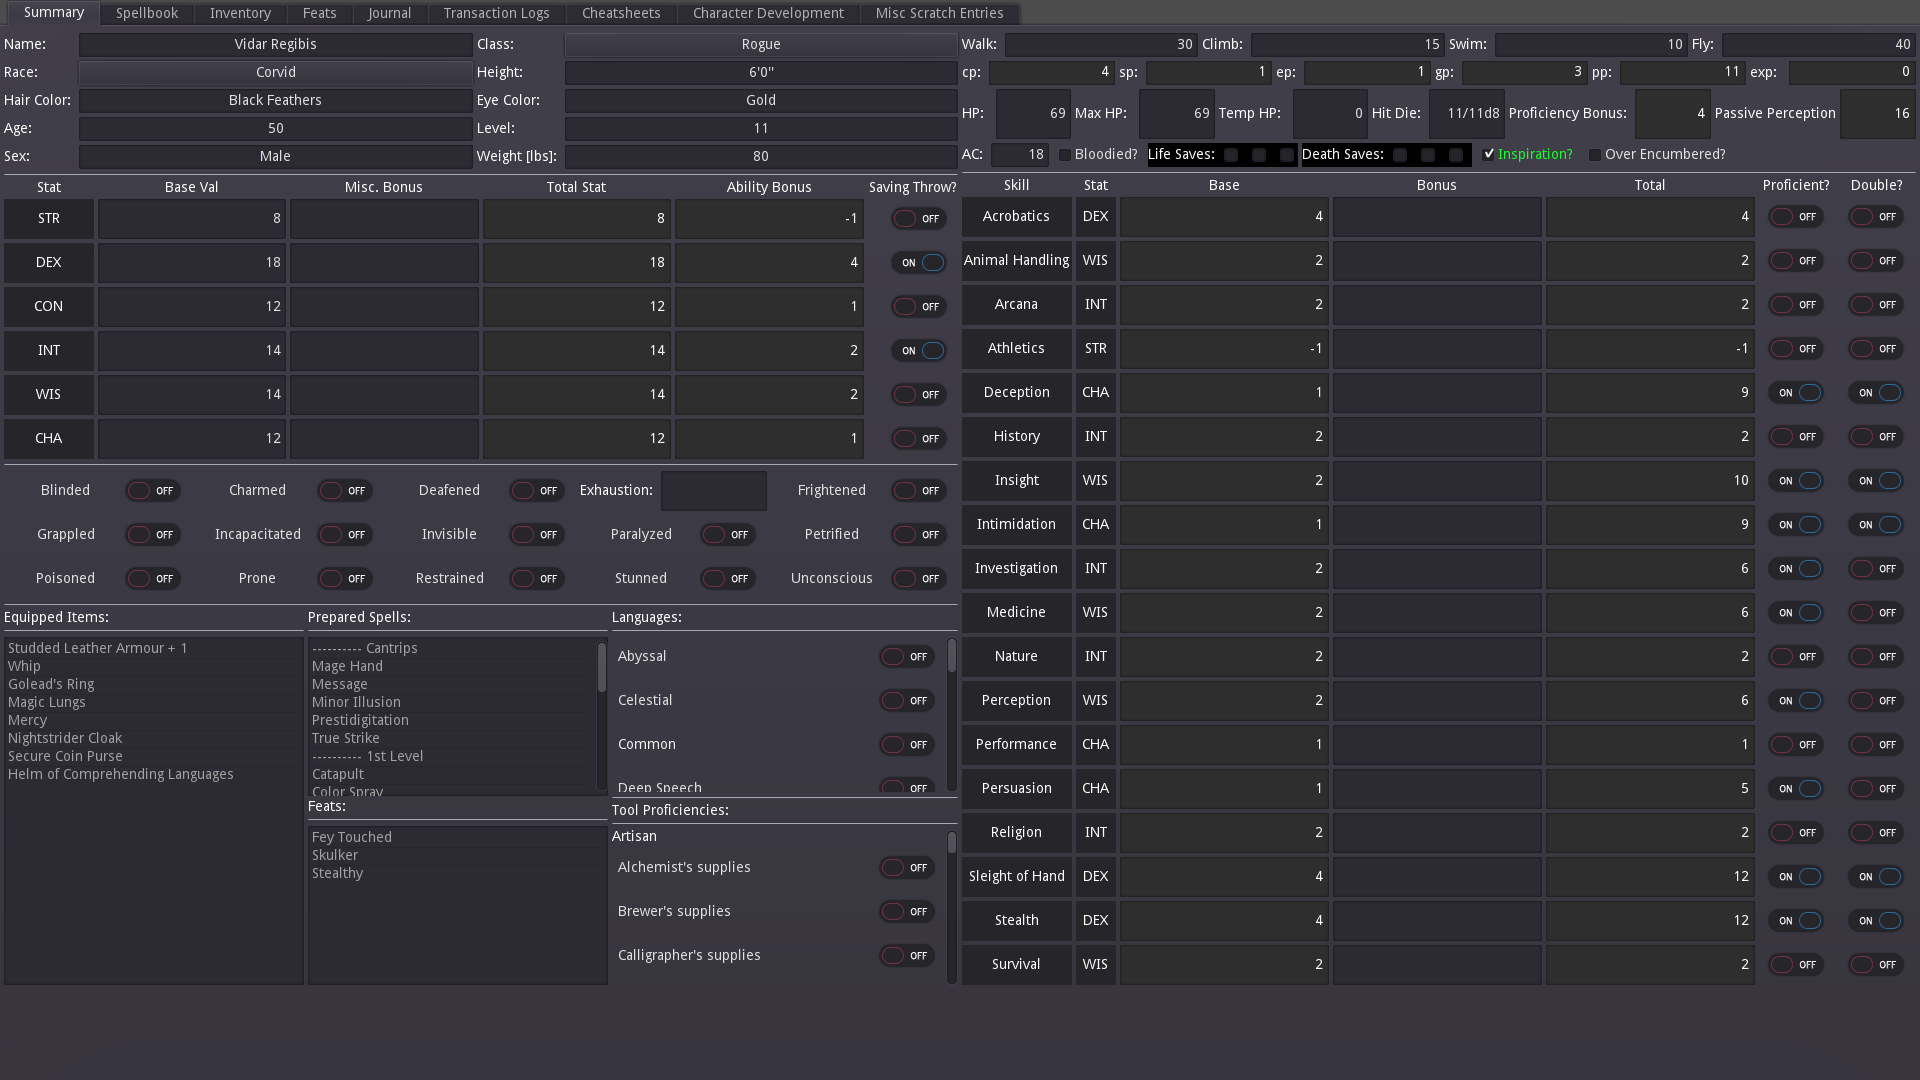 Summary Spellbook Inventory Feats Journal Transaction Logs Cheatsheets Character Development Misc Scratch Entries
Name: Vidar Regibis Class: Rogue
Race: Corvid Height: 6'0''
Hair Color: Black Feathers Eye Color: Gold
Age: 50 Level: 11
Sex: Male Weight [lbs]: 80
Stat Base Val Misc. Bonus Total Stat Ability Bonus Saving Throw?
STR 8 8 -1 OFF
DEX 18 18 4 ON
CON 12 12 1 OFF
INT 14 14 2 ON
WIS 14 14 2 OFF
CHA 12 12 1 OFF
Blinded OFF Charmed OFF Deafened OFF Exhaustion: Frightened OFF
Grappled OFF Incapacitated OFF Invisible OFF Paralyzed OFF Petrified OFF
Poisoned OFF Prone OFF Restrained OFF Stunned OFF Unconscious OFF
Equipped Items:
Studded Leather Armour + 1
Whip
Golead's Ring
Magic Lungs
Mercy
Nightstrider Cloak
Secure Coin Purse
Helm of Comprehending Languages
Prepared Spells:
---------- Cantrips
Mage Hand
Message
Minor Illusion
Prestidigitation
True Strike
---------- 1st Level
Catapult
Color Spray
Feats:
Fey Touched
Skulker
Stealthy
Languages:
Abyssal OFF
Celestial OFF
Common OFF
Deep Speech OFF
Tool Proficiencies:
Artisan
Alchemist's supplies OFF
Brewer's supplies OFF
Calligrapher's supplies OFF
Walk: 30 Climb: 15 Swim: 10 Fly: 40
cp: 4 sp: 1 ep: 1 gp: 3 pp: 11 exp: 0
HP: 69 Max HP: 69 Temp HP: 0 Hit Die: 11/11d8 Proficiency Bonus: 4 Passive Perception 16
AC: 18 Bloodied? Life Saves: Death Saves: Inspiration? Over Encumbered?
Skill Stat Base Bonus Total Proficient? Double?
Acrobatics DEX 4 4 OFF OFF
Animal Handling WIS 2 2 OFF OFF
Arcana INT 2 2 OFF OFF
Athletics STR -1 -1 OFF OFF
Deception CHA 1 9 ON ON
History INT 2 2 OFF OFF
Insight WIS 2 10 ON ON
Intimidation CHA 1 9 ON ON
Investigation INT 2 6 ON OFF
Medicine WIS 2 6 ON OFF
Nature INT 2 2 OFF OFF
Perception WIS 2 6 ON OFF
Performance CHA 1 1 OFF OFF
Persuasion CHA 1 5 ON OFF
Religion INT 2 2 OFF OFF
Sleight of Hand DEX 4 12 ON ON
Stealth DEX 4 12 ON ON
Survival WIS 2 2 OFF OFF